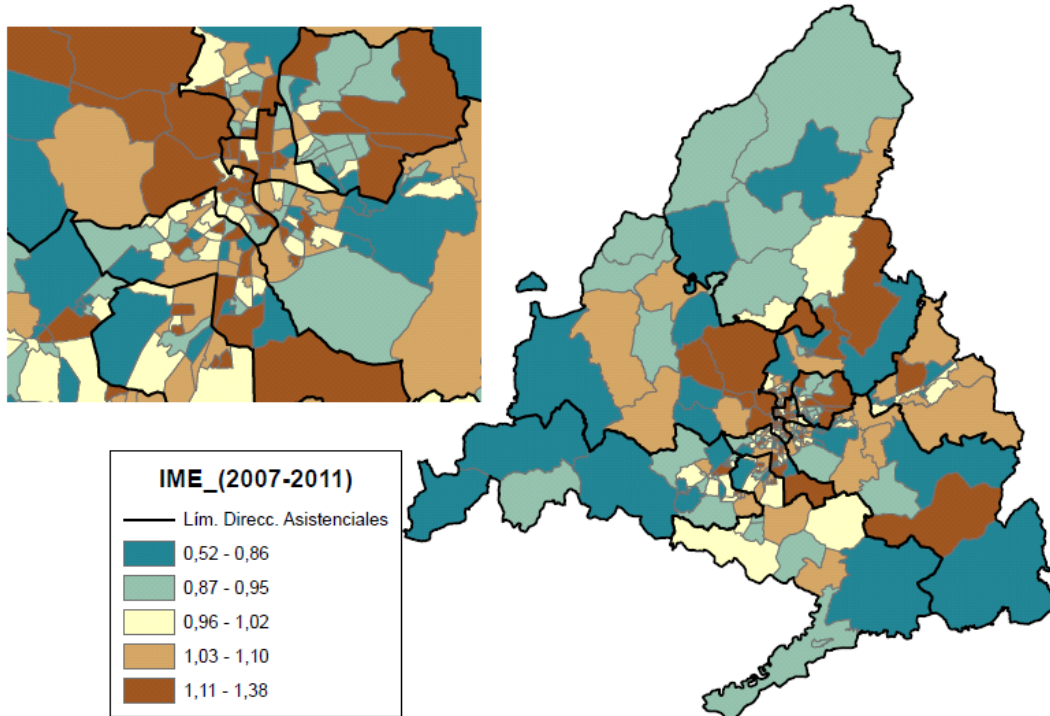 IME_(2007-2011)
Lím. Direcc. Asistenciales
0,52 - 0,86
0,87 - 0,95
0,96 - 1,02
1,03 - 1,10
1,11 - 1,38